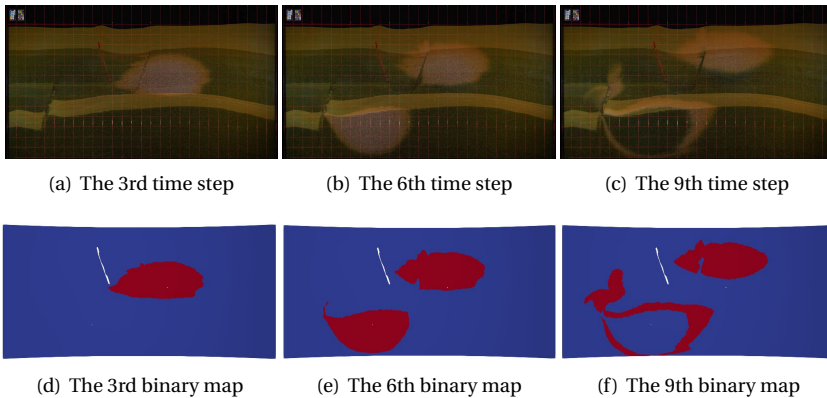 (a) The 3rd time step
(b) The 6th time step
(c) The 9th time step
(d) The 3rd binary map
(e) The 6th binary map
(f) The 9th binary map